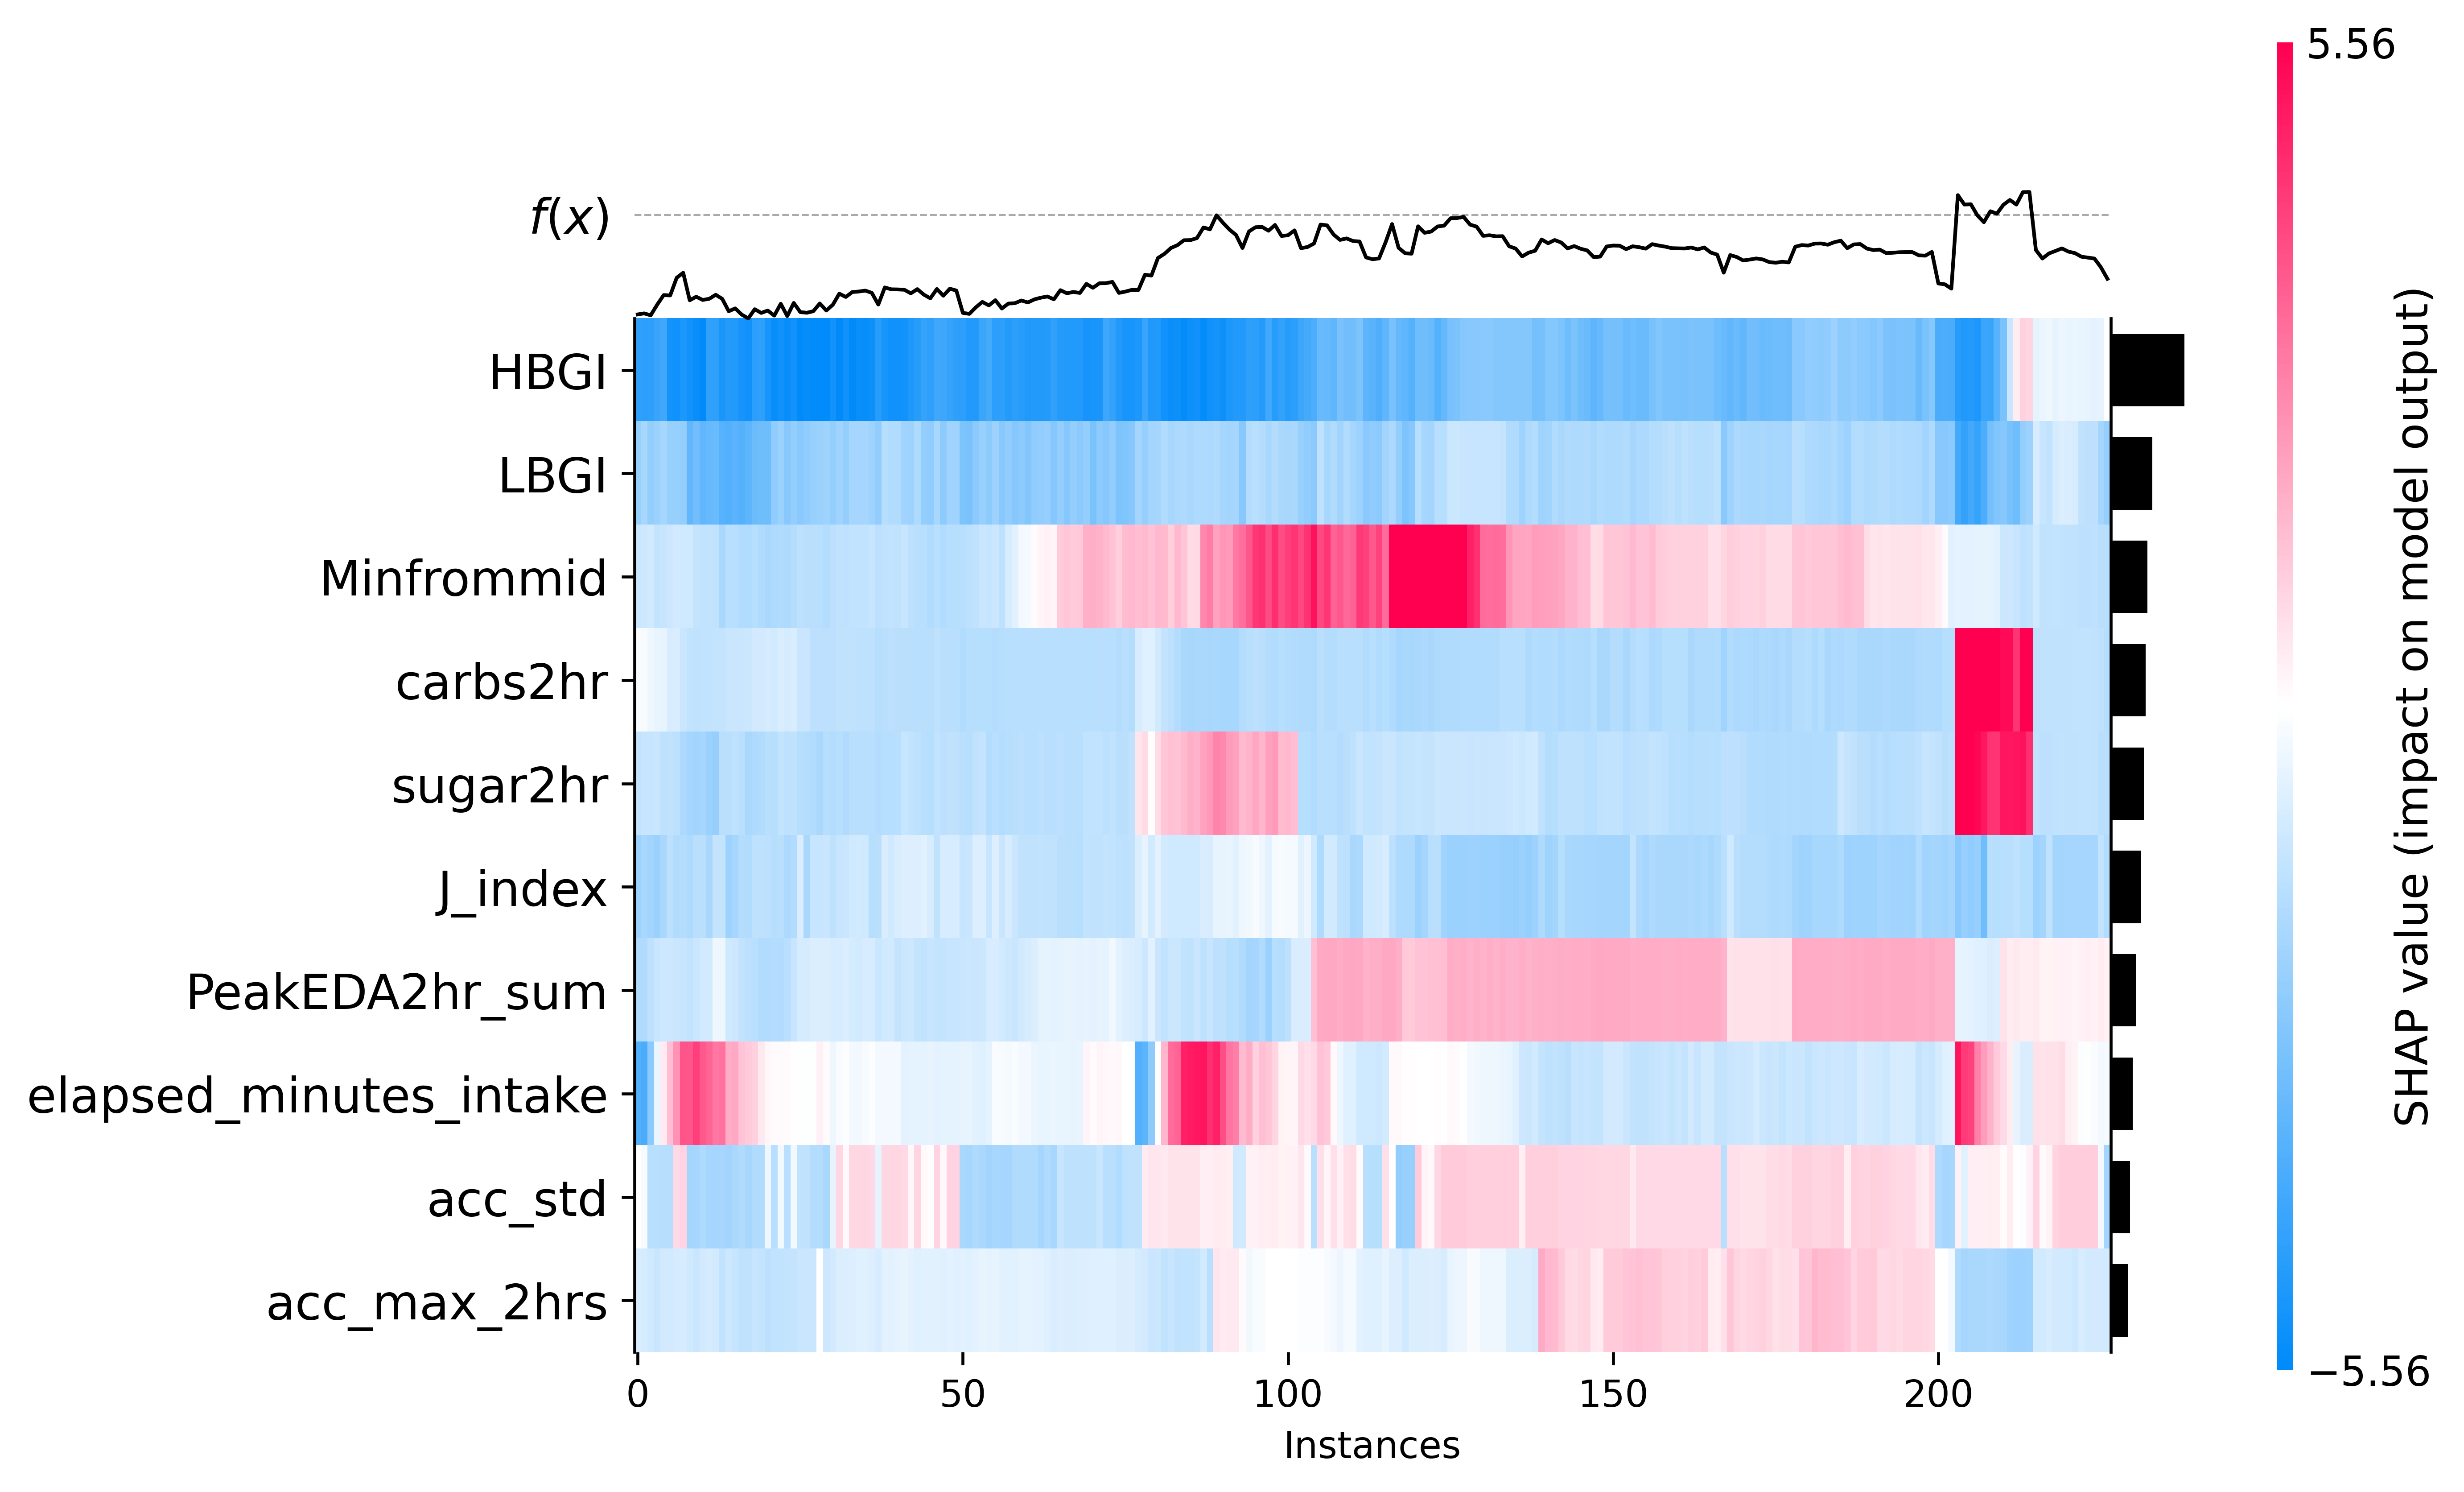 5.56
f(x)
HBGI
LBGI
Minfrommid
carbs2hr
sugar2hr
J_index
PeakEDA2hr_sum
elapsed_minutes_intake
acc_std
acc_max_2hrs
0 50 100 150 200
Instances
−5.56
SHAP value (impact on model output)